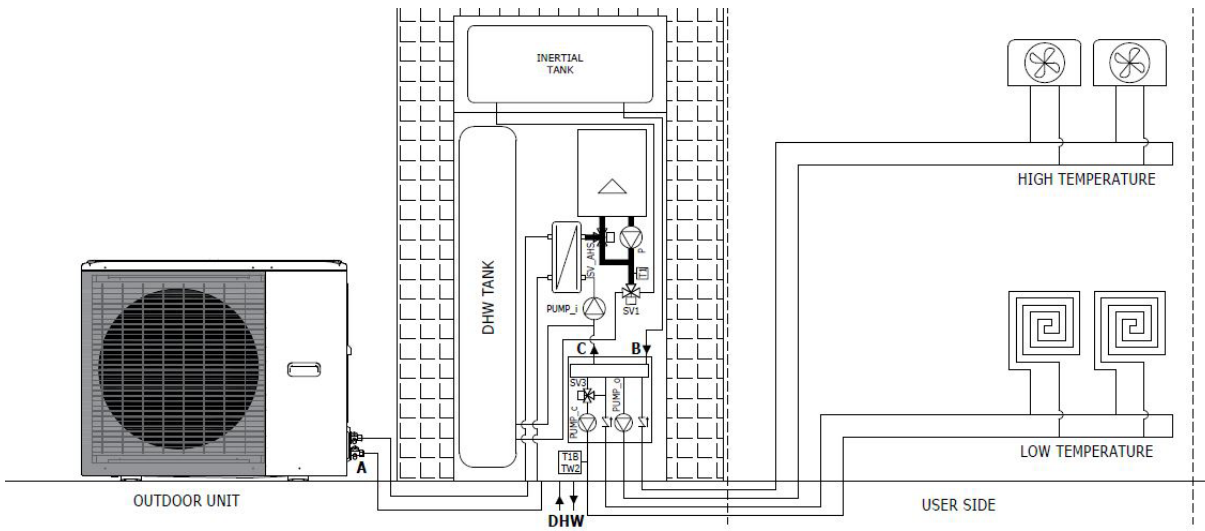 INERTIAL
TANK
DHW TANK
SV_AHS
P
T1
PUMP_i
SV1
C
B
SV3
PUMP_c
PUMP_o
T1B
TW2
A
DHW
OUTDOOR UNIT
HIGH TEMPERATURE
LOW TEMPERATURE
USER SIDE